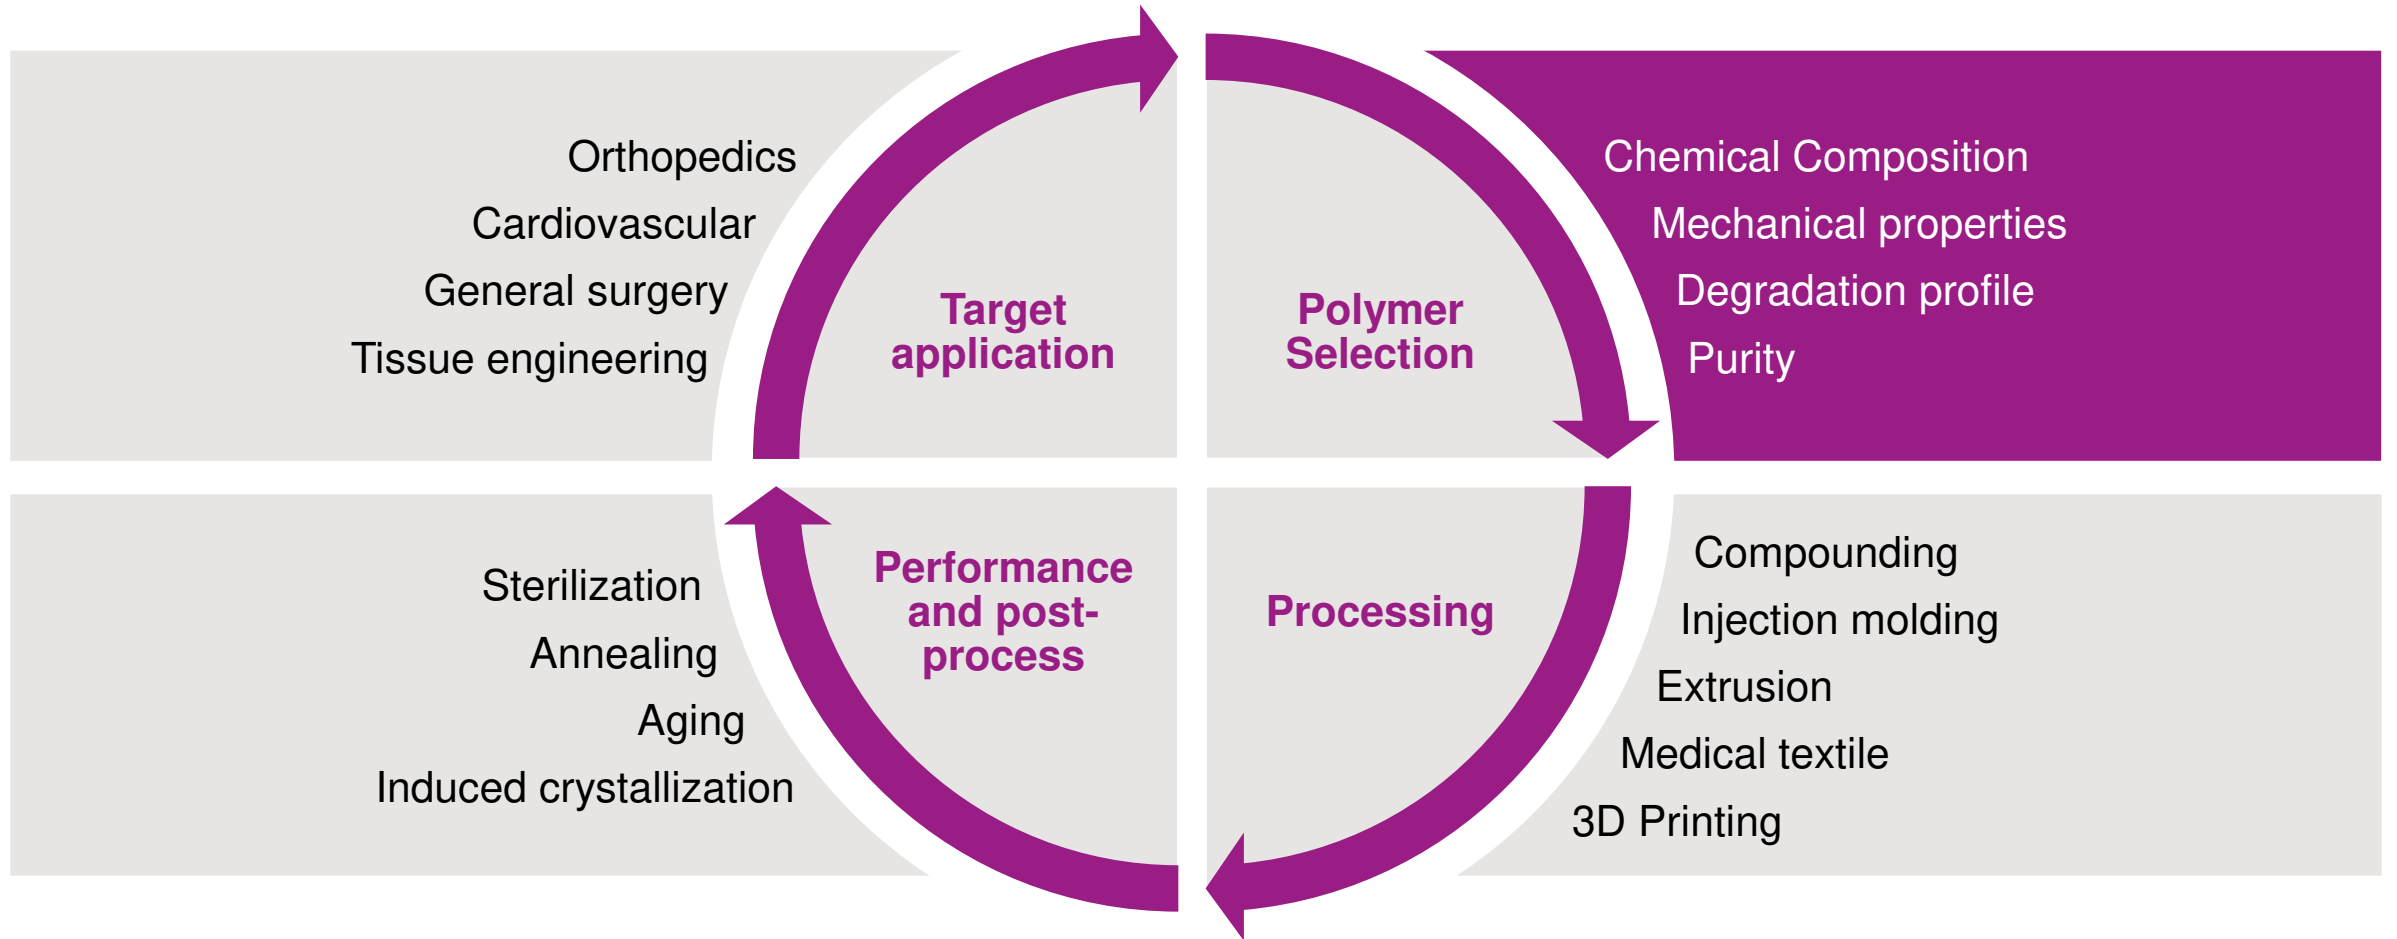 Orthopedics
Cardiovascular
General surgery
Tissue engineering
Target
application
Polymer
Selection
Chemical Composition
Mechanical properties
Degradation profile
Purity
Sterilization
Annealing
Aging
Induced crystallization
Performance
and post-
process
Processing
Compounding
Injection molding
Extrusion
Medical textile
3D Printing